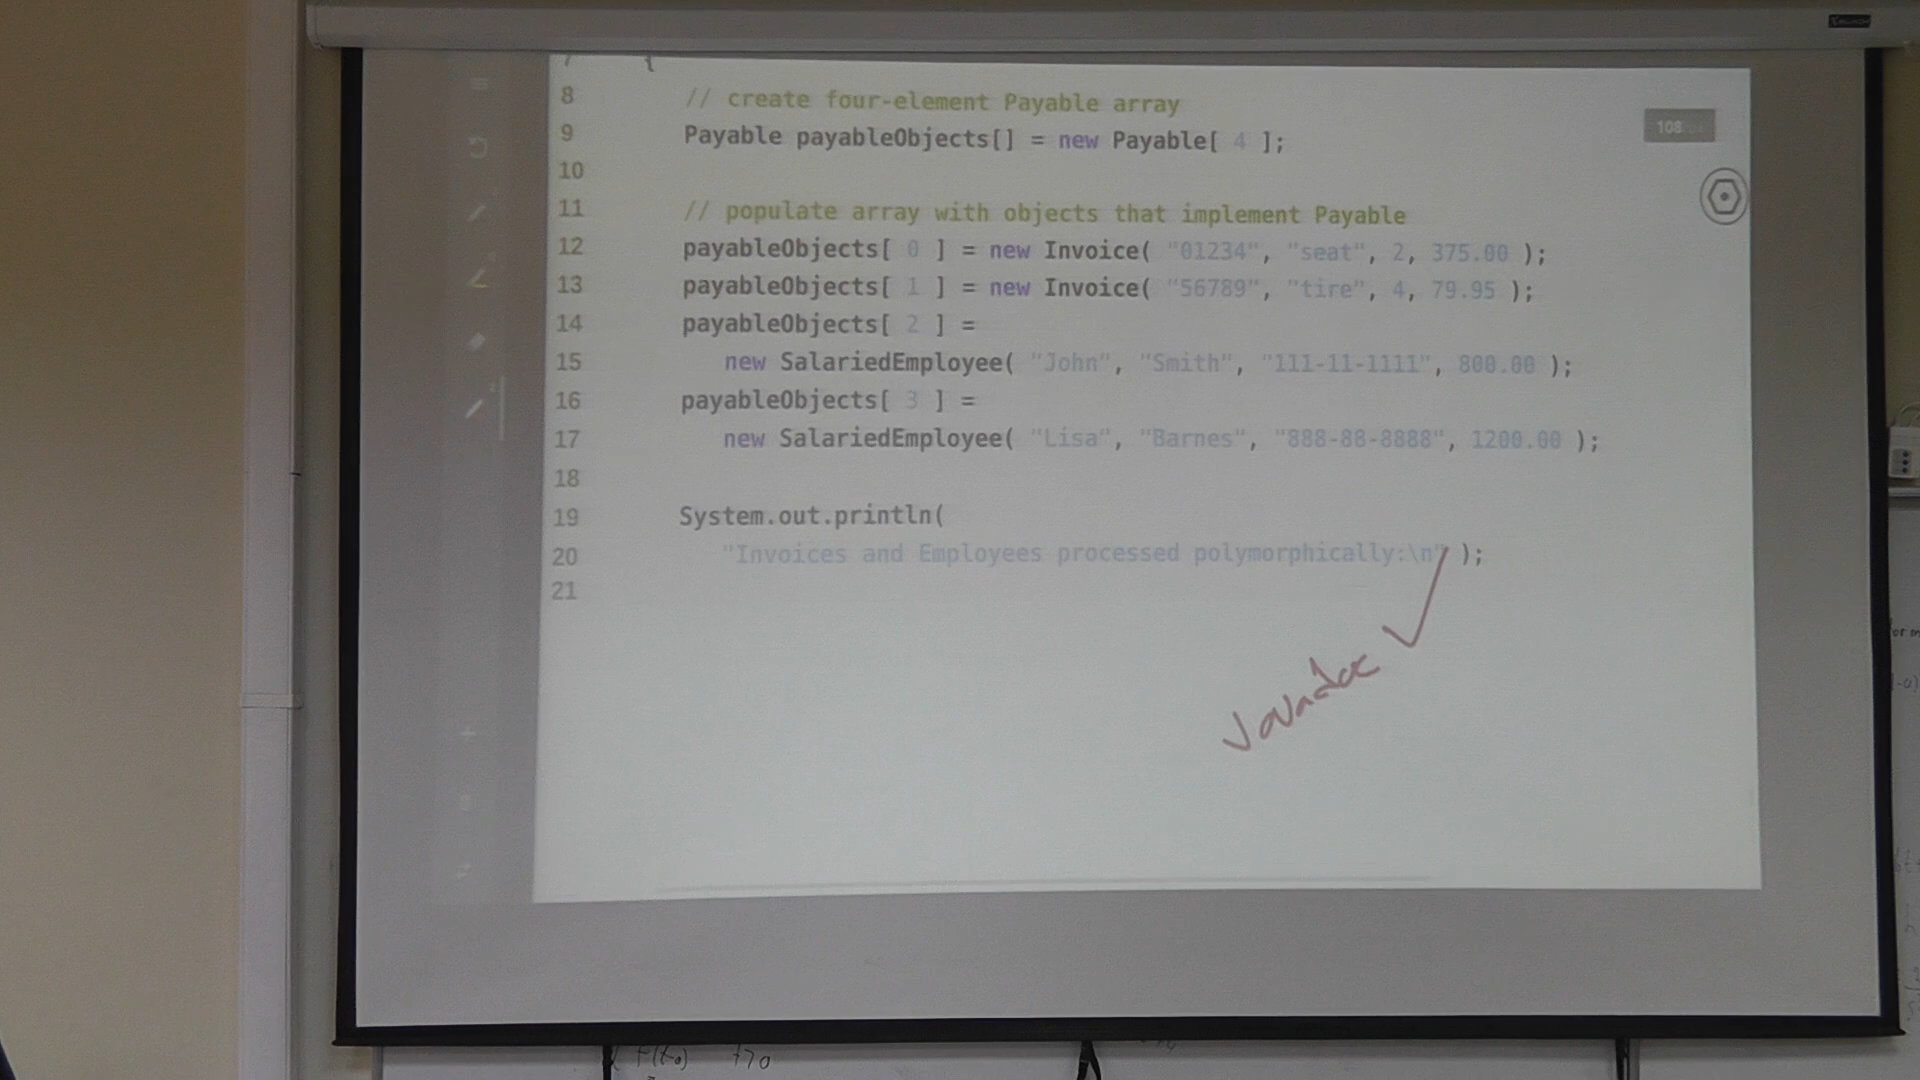 7 {
8 // create four-element Payable array
9 Payable payableObjects[] = new Payable[ 4 ];
10
11 // populate array with objects that implement Payable
12 payableObjects[ 0 ] = new Invoice( "01234", "seat", 2, 375.00 );
13 payableObjects[ 1 ] = new Invoice( "56789", "tire", 4, 79.95 );
14 payableObjects[ 2 ] =
15 new SalariedEmployee( "John", "Smith", "111-11-1111", 800.00 );
16 payableObjects[ 3 ] =
17 new SalariedEmployee( "Lisa", "Barnes", "888-88-8888", 1200.00 );
18
19 System.out.println(
20 "Invoices and Employees processed polymorphically:\n" );
21
108
Javadoc